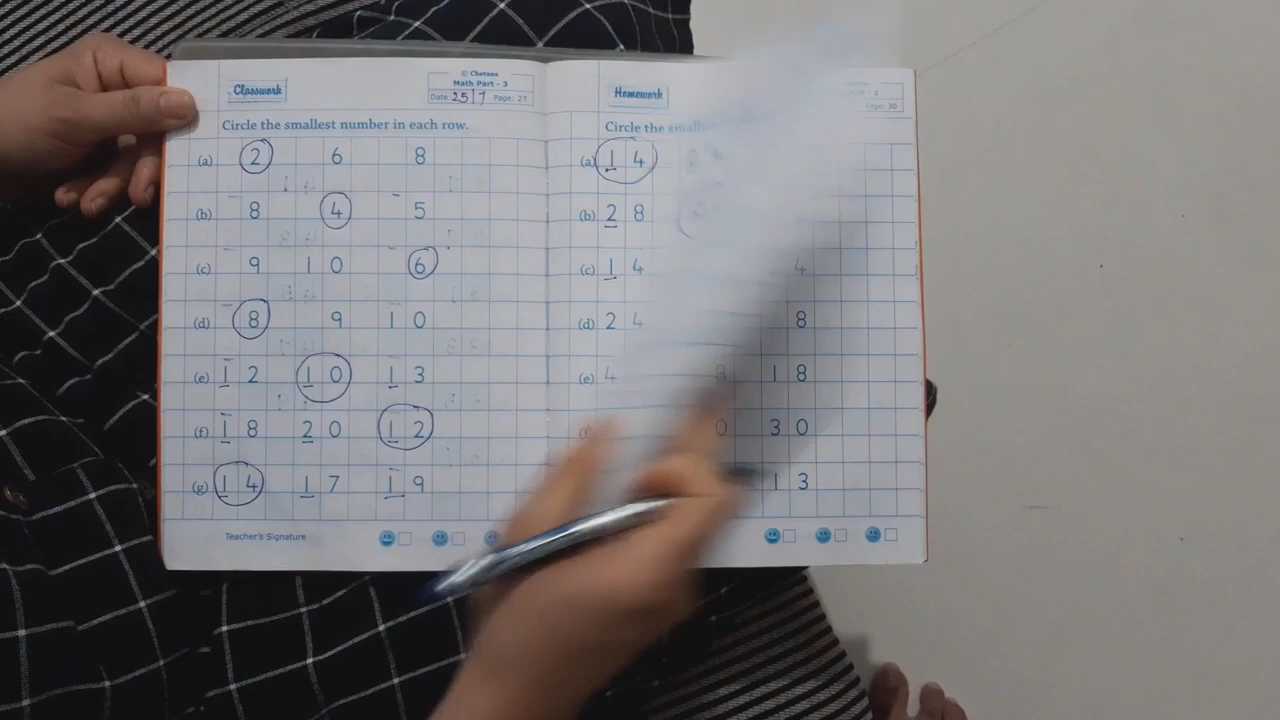 Classwork
© Chetana
Math Part - 3
Date: 25/7 Page: 27
Circle the smallest number in each row.
(a) 2 6 8
(b) 8 4 5
(c) 9 10 6
(d) 8 9 10
(e) 12 10 13
(f) 18 20 12
(g) 14 17 19
Teacher's Signature
Homework
Page: 30
Circle the
(a) 14
(b) 28
(c) 14 4
(d) 24 8
(e) 4 8 18
0 30
13